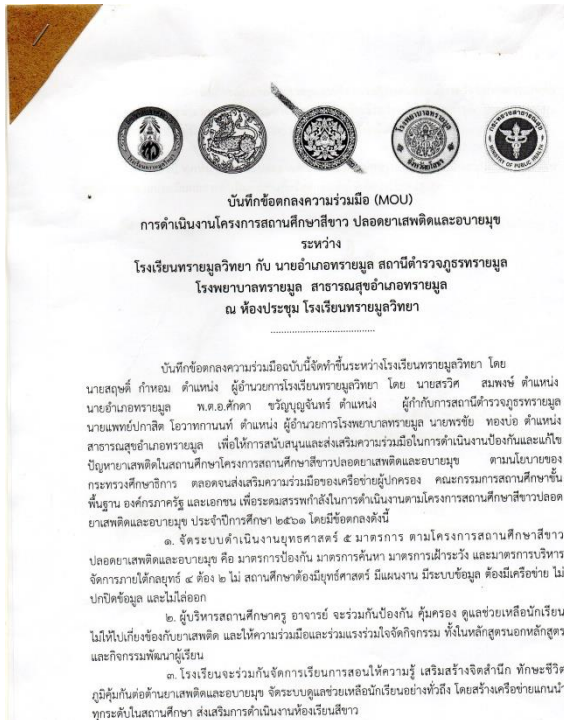 โรงเรียนทรายมูลวิทยา
โรงพยาบาลทรายมูล
จังหวัดยโสธร
กระทรวงสาธารณสุข
MINISTRY OF PUBLIC HEALTH
บันทึกข้อตกลงความร่วมมือ (MOU)
การดำเนินงานโครงการสถานศึกษาสีขาว ปลอดยาเสพติดและอบายมุข
ระหว่าง
โรงเรียนทรายมูลวิทยา กับ นายอำเภอทรายมูล สถานีตำรวจภูธรทรายมูล
โรงพยาบาลทรายมูล สาธารณสุขอำเภอทรายมูล
ณ ห้องประชุม โรงเรียนทรายมูลวิทยา
บันทึกข้อตกลงความร่วมมือฉบับนี้จัดทำขึ้นระหว่างโรงเรียนทรายมูลวิทยา โดย
นายสฤษดิ์ กำหอม ตำแหน่ง ผู้อำนวยการโรงเรียนทรายมูลวิทยา โดย นายสรวิศ สมพงษ์ ตำแหน่ง
นายอำเภอทรายมูล พ.ต.อ.ศักดา ขวัญบุญจันทร์ ตำแหน่ง ผู้กำกับการสถานีตำรวจภูธรทรายมูล
นายแพทย์ปกาสิต โอวาทกานนท์ ตำแหน่ง ผู้อำนวยการโรงพยาบาลทรายมูล นายพรชัย ทองบ่อ ตำแหน่ง
สาธารณสุขอำเภอทรายมูล เพื่อให้การสนับสนุนและส่งเสริมความร่วมมือในการดำเนินงานป้องกันและแก้ไข
ปัญหายาเสพติดในสถานศึกษาโครงการสถานศึกษาสีขาวปลอดยาเสพติดและอบายมุข ตามนโยบายของ
กระทรวงศึกษาธิการ ตลอดจนส่งเสริมความร่วมมือของเครือข่ายผู้ปกครอง คณะกรรมการสถานศึกษาขั้น
พื้นฐาน องค์กรภาครัฐ และเอกชน เพื่อระดมสรรพกำลังในการดำเนินงานตามโครงการสถานศึกษาสีขาวปลอด
ยาเสพติดและอบายมุข ประจำปีการศึกษา ๒๕๖๑ โดยมีข้อตกลงดังนี้
๑. จัดระบบดำเนินงานยุทธศาสตร์ ๕ มาตรการ ตามโครงการสถานศึกษาสีขาว
ปลอดยาเสพติดและอบายมุข คือ มาตรการป้องกัน มาตรการค้นหา มาตรการเฝ้าระวัง และมาตรการบริหาร
จัดการภายใต้กลยุทธ์ ๔ ต้อง ๒ ไม่ สถานศึกษาต้องมียุทธศาสตร์ มีแผนงาน มีระบบข้อมูล ต้องมีเครือข่าย ไม่
ปกปิดข้อมูล และไม่ไล่ออก
๒. ผู้บริหารสถานศึกษาครู อาจารย์ จะร่วมกันป้องกัน คุ้มครอง ดูแลช่วยเหลือนักเรียน
ไม่ให้ไปเกี่ยวข้องกับยาเสพติด และให้ความร่วมมือและร่วมแรงร่วมใจจัดกิจกรรม ทั้งในหลักสูตรนอกหลักสูตร
และกิจกรรมพัฒนาผู้เรียน
๓. โรงเรียนจะร่วมกันจัดการเรียนการสอนให้ความรู้ เสริมสร้างจิตสำนึก ทักษะชีวิต
ภูมิคุ้มกันต่อต้านยาเสพติดและอบายมุข จัดระบบดูแลช่วยเหลือนักเรียนอย่างทั่วถึง โดยสร้างเครือข่ายแกนนำ
ทุกระดับในสถานศึกษา ส่งเสริมการดำเนินงานห้องเรียนสีขาว